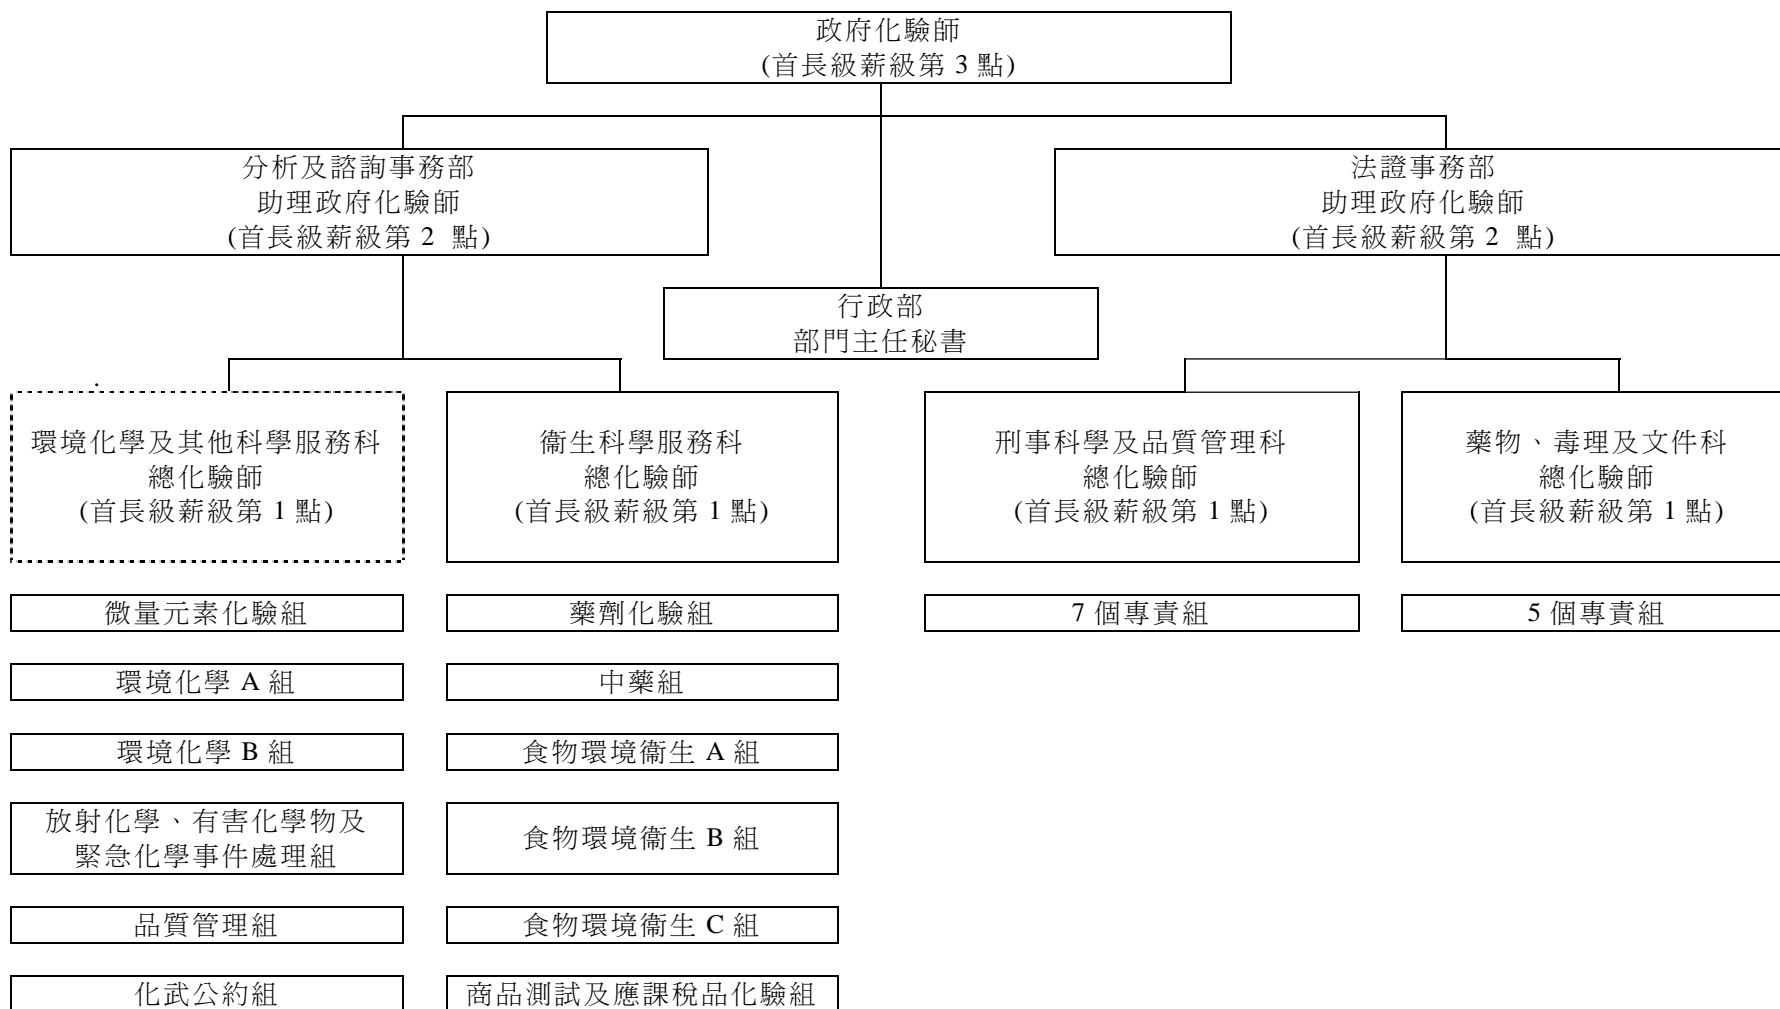 政府化驗師
(首長級薪級第 3 點)
分析及諮詢事務部
助理政府化驗師
(首長級薪級第 2 點)
法證事務部
助理政府化驗師
(首長級薪級第 2 點)
行政部
部門主任秘書
環境化學及其他科學服務科
總化驗師
(首長級薪級第 1 點)
衞生科學服務科
總化驗師
(首長級薪級第 1 點)
刑事科學及品質管理科
總化驗師
(首長級薪級第 1 點)
藥物、毒理及文件科
總化驗師
(首長級薪級第 1 點)
微量元素化驗組
藥劑化驗組
7 個專責組
5 個專責組
環境化學 A 組
中藥組
環境化學 B 組
食物環境衞生 A 組
放射化學、有害化學物及
緊急化學事件處理組
食物環境衞生 B 組
品質管理組
食物環境衞生 C 組
化武公約組
商品測試及應課稅品化驗組